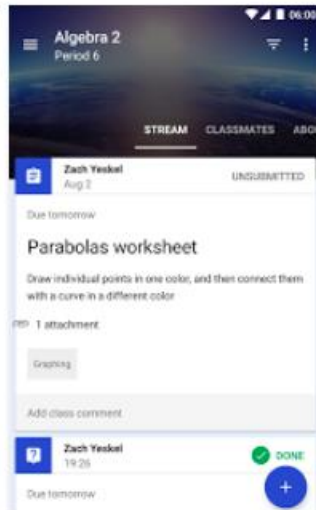 06:00
Algebra 2
Period 6
STREAM CLASSMATES ABO
Zach Yeskel
Aug 2
UNSUBMITTED
Due tomorrow
Parabolas worksheet
Draw individual points in one color, and then connect them
with a curve in a different color
1 attachment
Graphing
Add class comment
Zach Yeskel
19:26
DONE
Due tomorrow
+